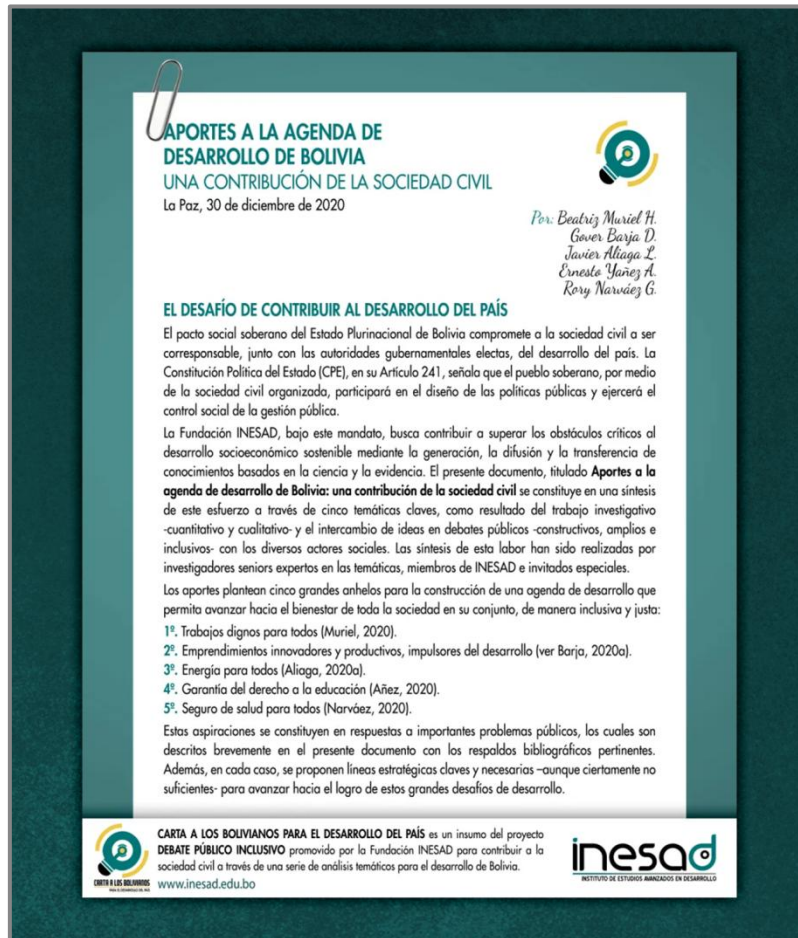 APORTES A LA AGENDA DE
DESARROLLO DE BOLIVIA
UNA CONTRIBUCIÓN DE LA SOCIEDAD CIVIL
La Paz, 30 de diciembre de 2020
Por: Beatriz Muriel H.
Gover Barja D.
Javier Aliaga L.
Ernesto Yañez A.
Rory Narváez G.
EL DESAFÍO DE CONTRIBUIR AL DESARROLLO DEL PAÍS
El pacto social soberano del Estado Plurinacional de Bolivia compromete a la sociedad civil a ser
corresponsable, junto con las autoridades gubernamentales electas, del desarrollo del país. La
Constitución Política del Estado (CPE), en su Artículo 241, señala que el pueblo soberano, por medio
de la sociedad civil organizada, participará en el diseño de las políticas públicas y ejercerá el
control social de la gestión pública.
La Fundación INESAD, bajo este mandato, busca contribuir a superar los obstáculos críticos al
desarrollo socioeconómico sostenible mediante la generación, la difusión y la transferencia de
conocimientos basados en la ciencia y la evidencia. El presente documento, titulado Aportes a la
agenda de desarrollo de Bolivia: una contribución de la sociedad civil se constituye en una síntesis
de este esfuerzo a través de cinco temáticas claves, como resultado del trabajo investigativo
-cuantitativo y cualitativo- y el intercambio de ideas en debates públicos -constructivos, amplios e
inclusivos- con los diversos actores sociales. Las síntesis de esta labor han sido realizadas por
investigadores seniors expertos en las temáticas, miembros de INESAD e invitados especiales.
Los aportes plantean cinco grandes anhelos para la construcción de una agenda de desarrollo que
permita avanzar hacia el bienestar de toda la sociedad en su conjunto, de manera inclusiva y justa:
1º. Trabajos dignos para todos (Muriel, 2020).
2º. Emprendimientos innovadores y productivos, impulsores del desarrollo (ver Barja, 2020a).
3º. Energía para todos (Aliaga, 2020a).
4º. Garantía del derecho a la educación (Añez, 2020).
5º. Seguro de salud para todos (Narváez, 2020).
Estas aspiraciones se constituyen en respuestas a importantes problemas públicos, los cuales son
descritos brevemente en el presente documento con los respaldos bibliográficos pertinentes.
Además, en cada caso, se proponen líneas estratégicas claves y necesarias –aunque ciertamente no
suficientes- para avanzar hacia el logro de estos grandes desafíos de desarrollo.
CARTA A LOS BOLIVIANOS
PARA EL DESARROLLO DEL PAÍS
CARTA A LOS BOLIVIANOS PARA EL DESARROLLO DEL PAÍS es un insumo del proyecto
DEBATE PÚBLICO INCLUSIVO promovido por la Fundación INESAD para contribuir a la
sociedad civil a través de una serie de análisis temáticos para el desarrollo de Bolivia.
www.inesad.edu.bo
inesad
INSTITUTO DE ESTUDIOS AVANZADOS EN DESARROLLO